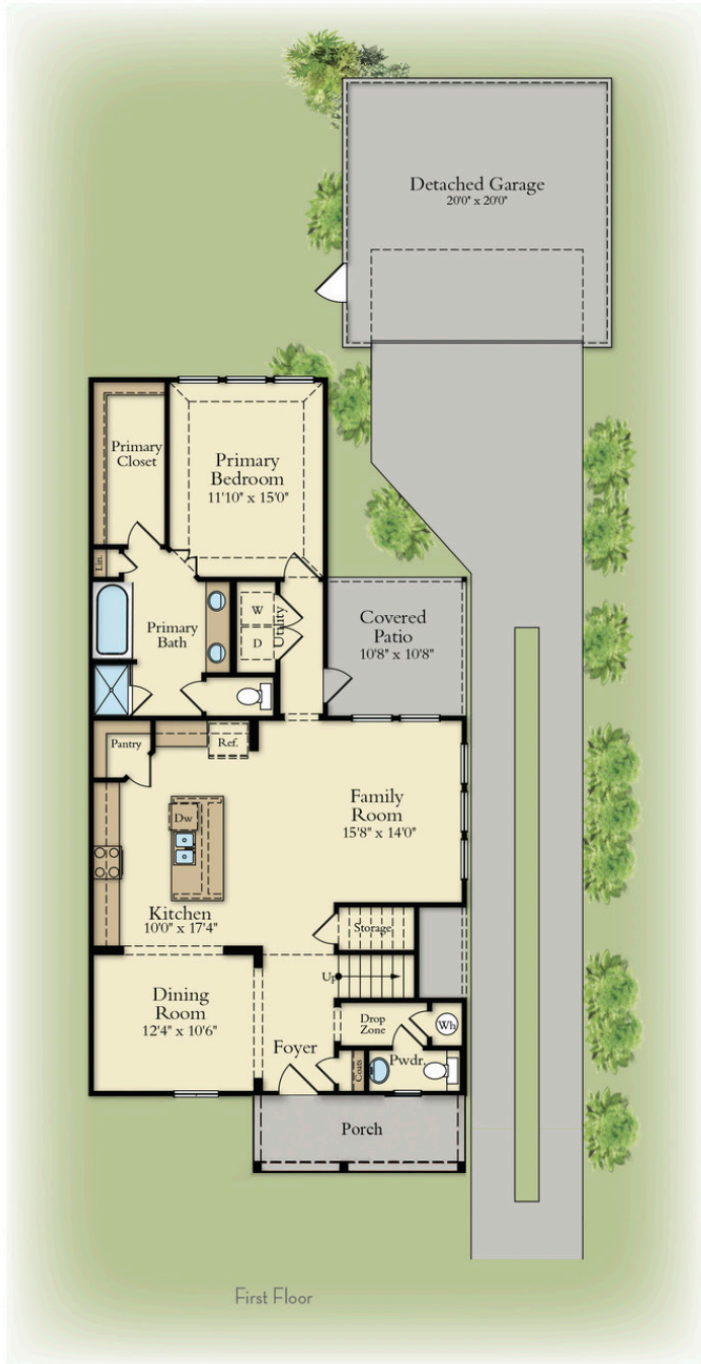 Detached Garage
20'0" x 20'0"
Primary
Closet
Primary
Bedroom
11'10" x 15'0"
Lin.
Primary
Bath
W
D
Utility
Covered
Patio
10'8" x 10'8"
Pantry
Ref.
Dw
Family
Room
15'8" x 14'0"
Kitchen
10'0" x 17'4"
Storage
Up
Dining
Room
12'4" x 10'6"
Foyer
Drop
Zone
Wh
Coats
Pwdr.
Porch
First Floor